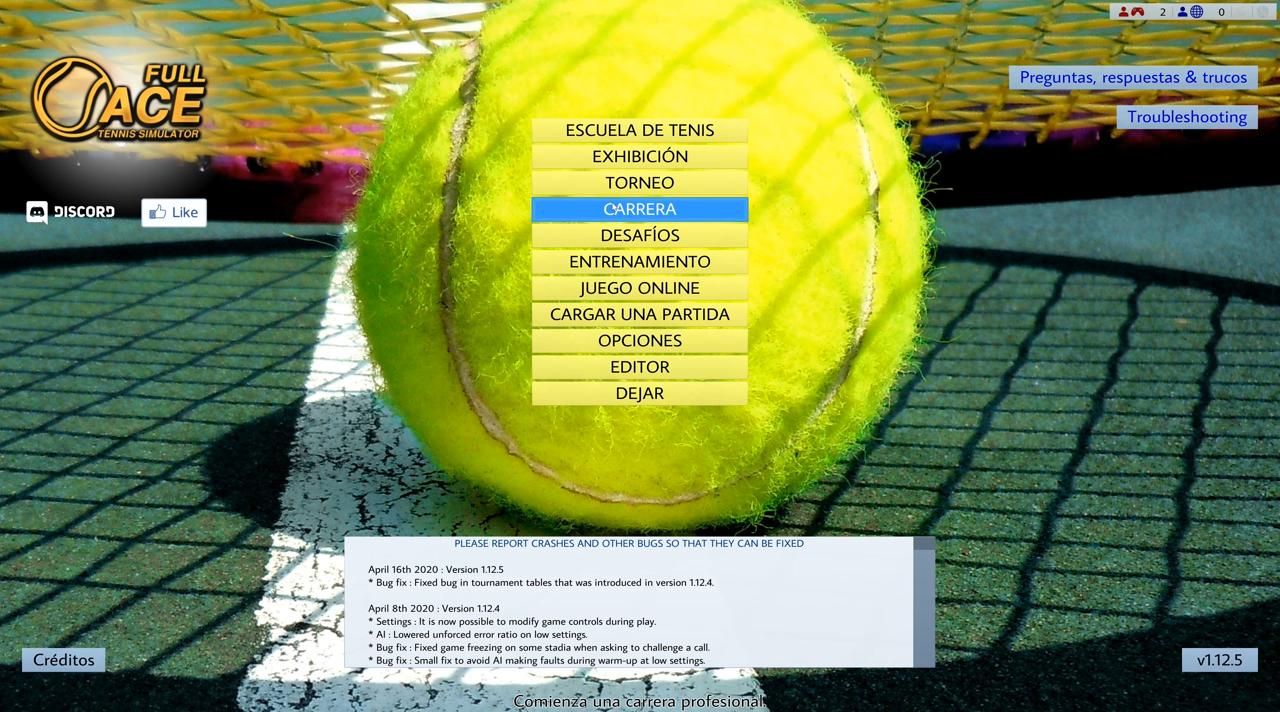 2
0
FULL
ACE
TENNIS SIMULATOR
Preguntas, respuestas & trucos
Troubleshooting
DISCORD
Like
ESCUELA DE TENIS
EXHIBICIÓN
TORNEO
CARRERA
DESAFÍOS
ENTRENAMIENTO
JUEGO ONLINE
CARGAR UNA PARTIDA
OPCIONES
EDITOR
DEJAR
PLEASE REPORT CRASHES AND OTHER BUGS SO THAT THEY CAN BE FIXED
April 16th 2020 : Version 1.12.5
* Bug fix : Fixed bug in tournament tables that was introduced in version 1.12.4.
April 8th 2020 : Version 1.12.4
* Settings : It is now possible to modify game controls during play.
* AI : Lowered unforced error ratio on low settings.
* Bug fix : Fixed game freezing on some stadia when asking to challenge a call.
* Bug fix : Small fix to avoid AI making faults during warm-up at low settings.
Créditos
v1.12.5
Comienza una carrera profesional.